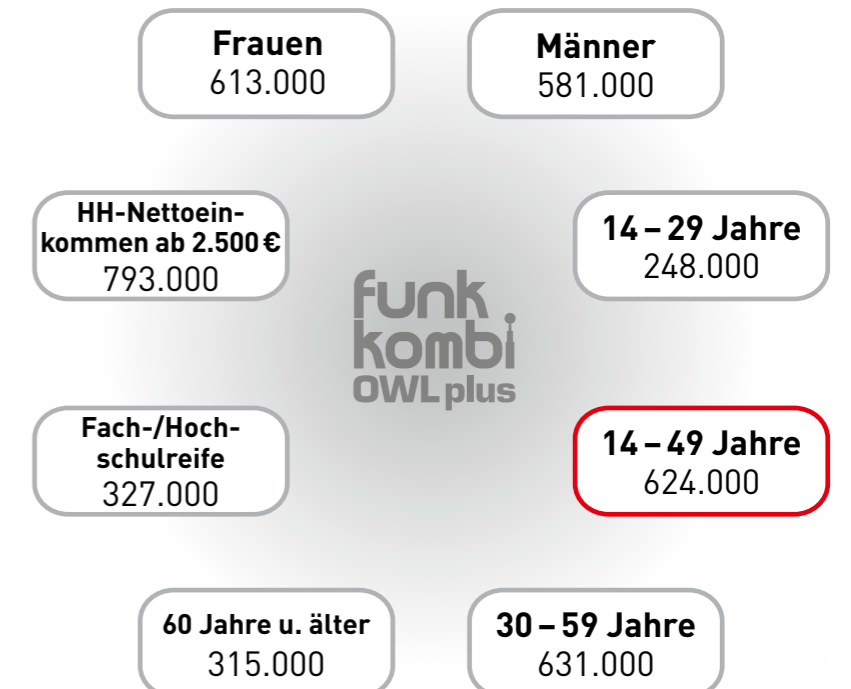 Frauen
613.000
Männer
581.000
HH-Nettoein-
kommen ab 2.500 €
793.000
14 – 29 Jahre
248.000
funk
kombi
OWL plus
Fach-/Hoch-
schulreife
327.000
14 – 49 Jahre
624.000
60 Jahre u. älter
315.000
30 – 59 Jahre
631.000